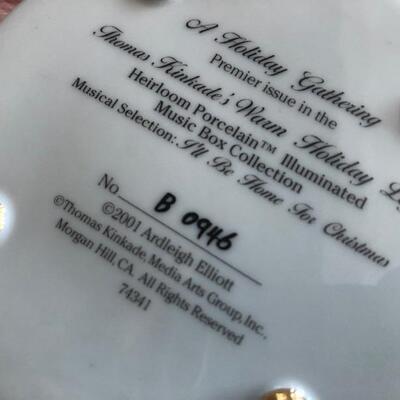 A Holiday Gathering
Premier issue in the
Thomas Kinkade's Warm Holiday
Heirloom Porcelain™ Illuminated
Music Box Collection
Musical Selection: I'll Be Home For Christmas
No B 0946
©2001 Ardleigh Elliott
©Thomas Kinkade, Media Arts Group, Inc.,
Morgan Hill, CA. All Rights Reserved
74341